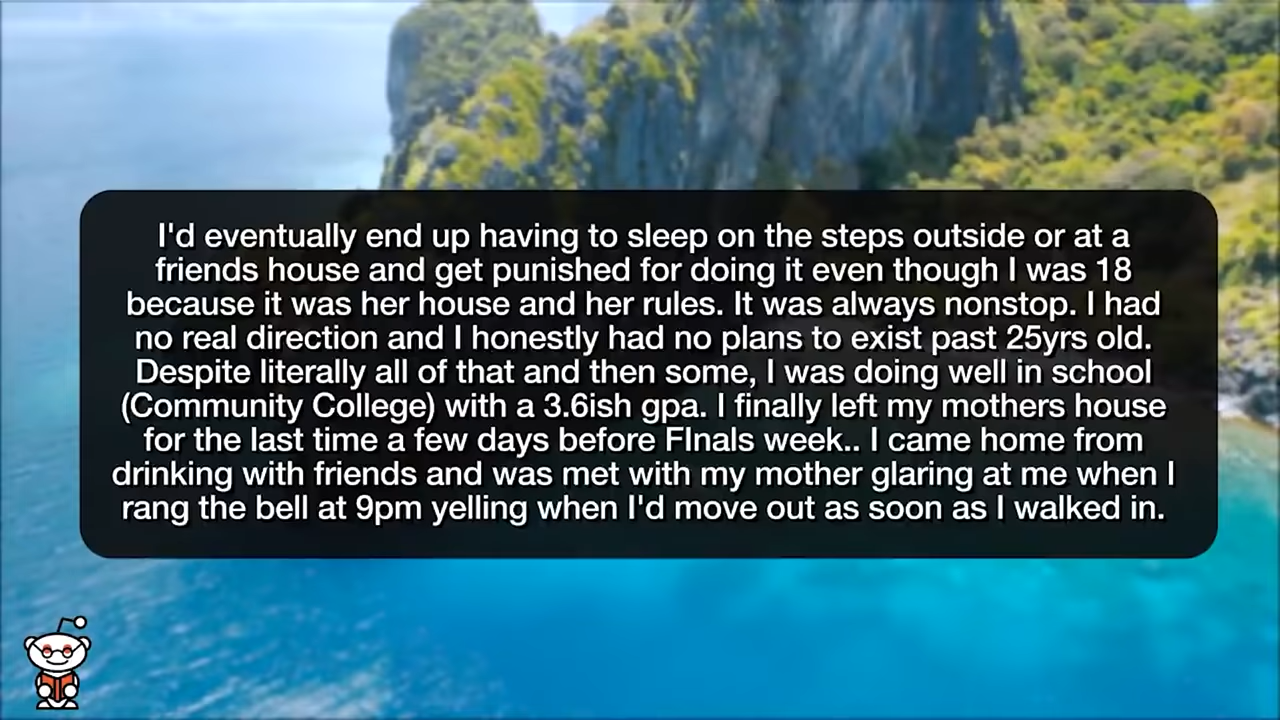 I'd eventually end up having to sleep on the steps outside or at a
friends house and get punished for doing it even though I was 18
because it was her house and her rules. It was always nonstop. I had
no real direction and I honestly had no plans to exist past 25yrs old.
Despite literally all of that and then some, I was doing well in school
(Community College) with a 3.6ish gpa. I finally left my mothers house
for the last time a few days before FInals week.. I came home from
drinking with friends and was met with my mother glaring at me when I
rang the bell at 9pm yelling when I'd move out as soon as I walked in.